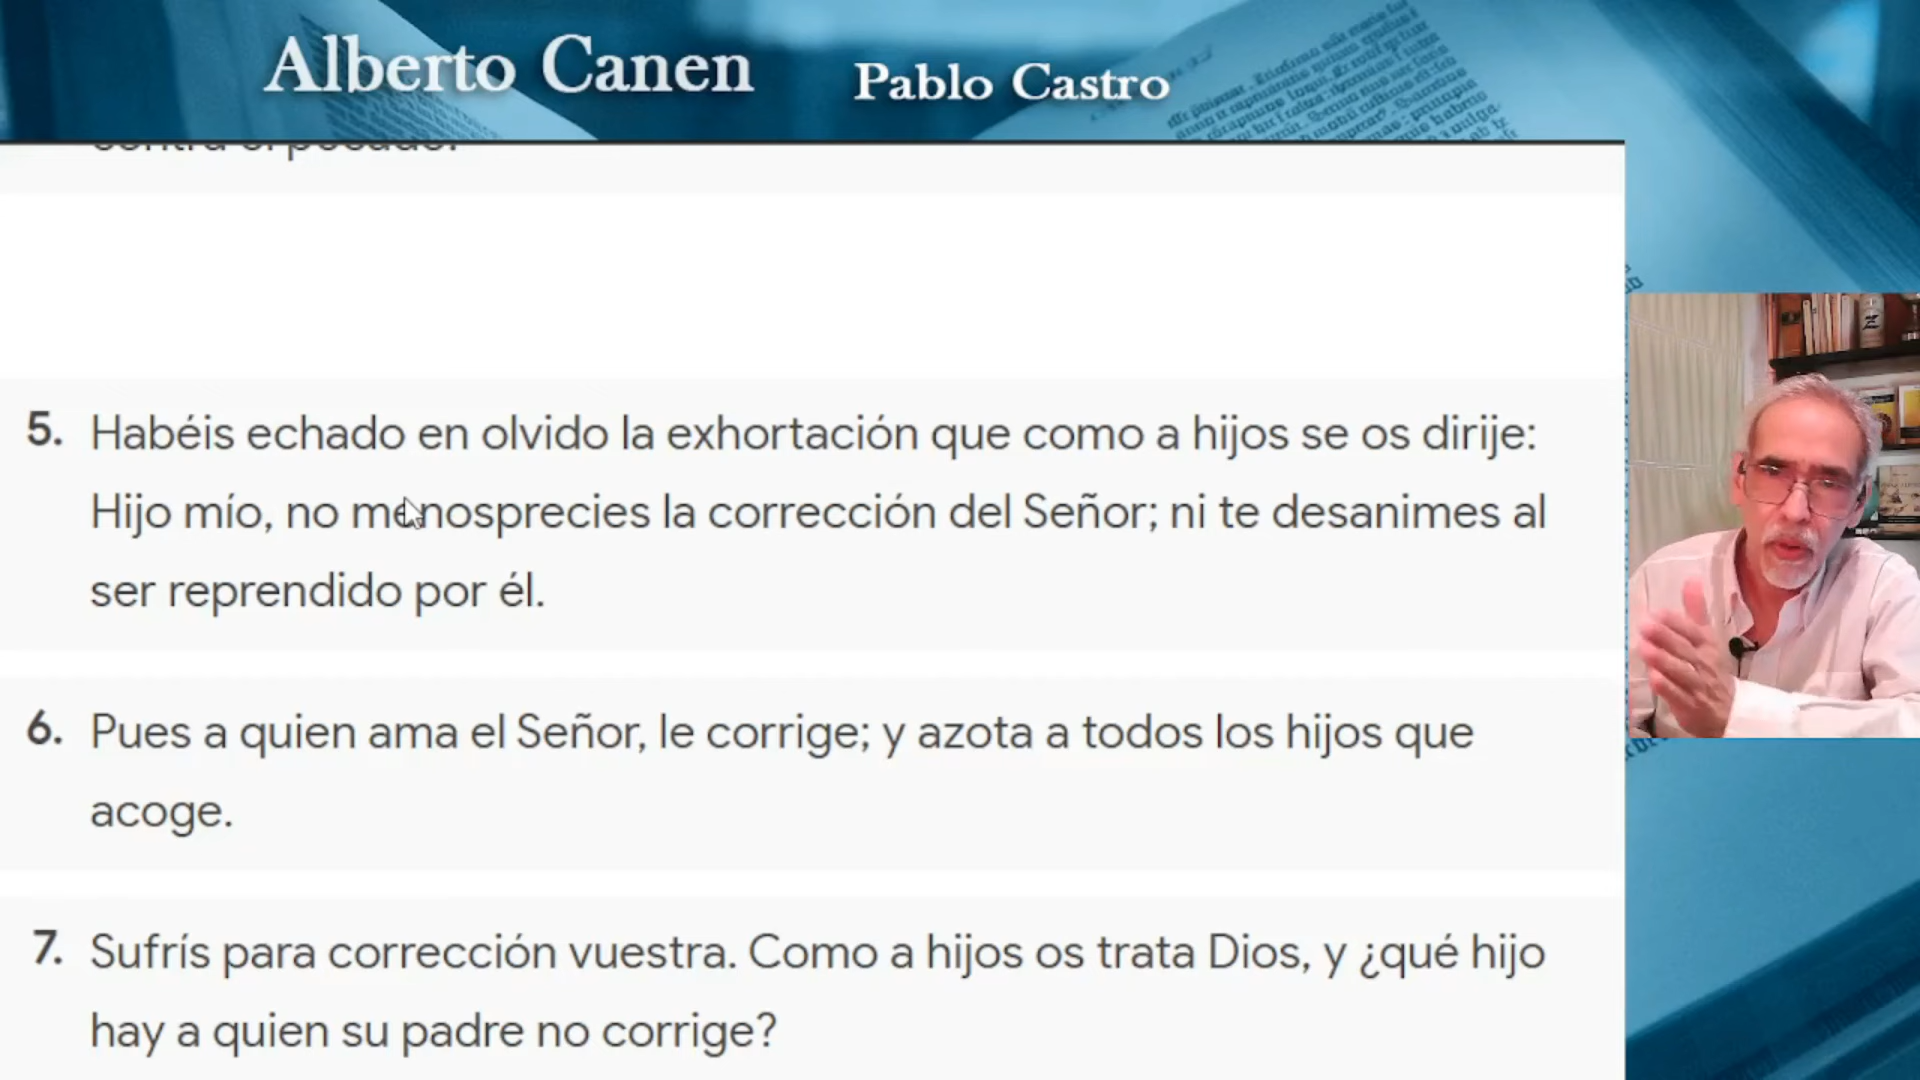 Alberto Canen
Pablo Castro
contra el pecado.
5. Habéis echado en olvido la exhortación que como a hijos se os dirije:
Hijo mío, no menosprecies la corrección del Señor; ni te desanimes al
ser reprendido por él.
6. Pues a quien ama el Señor, le corrige; y azota a todos los hijos que
acoge.
7. Sufrís para corrección vuestra. Como a hijos os trata Dios, y ¿qué hijo
hay a quien su padre no corrige?